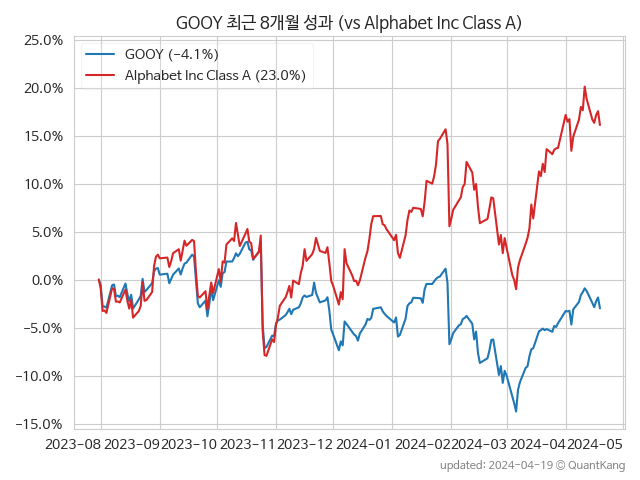 GOOY 최근 8개월 성과 (vs Alphabet Inc Class A)
GOOY (-4.1%)
Alphabet Inc Class A (23.0%)
25.0%
20.0%
15.0%
10.0%
5.0%
0.0%
-5.0%
-10.0%
-15.0%
2023-08 2023-09 2023-10 2023-11 2023-12 2024-01 2024-02 2024-03 2024-04 2024-05
updated: 2024-04-19 © QuantKang